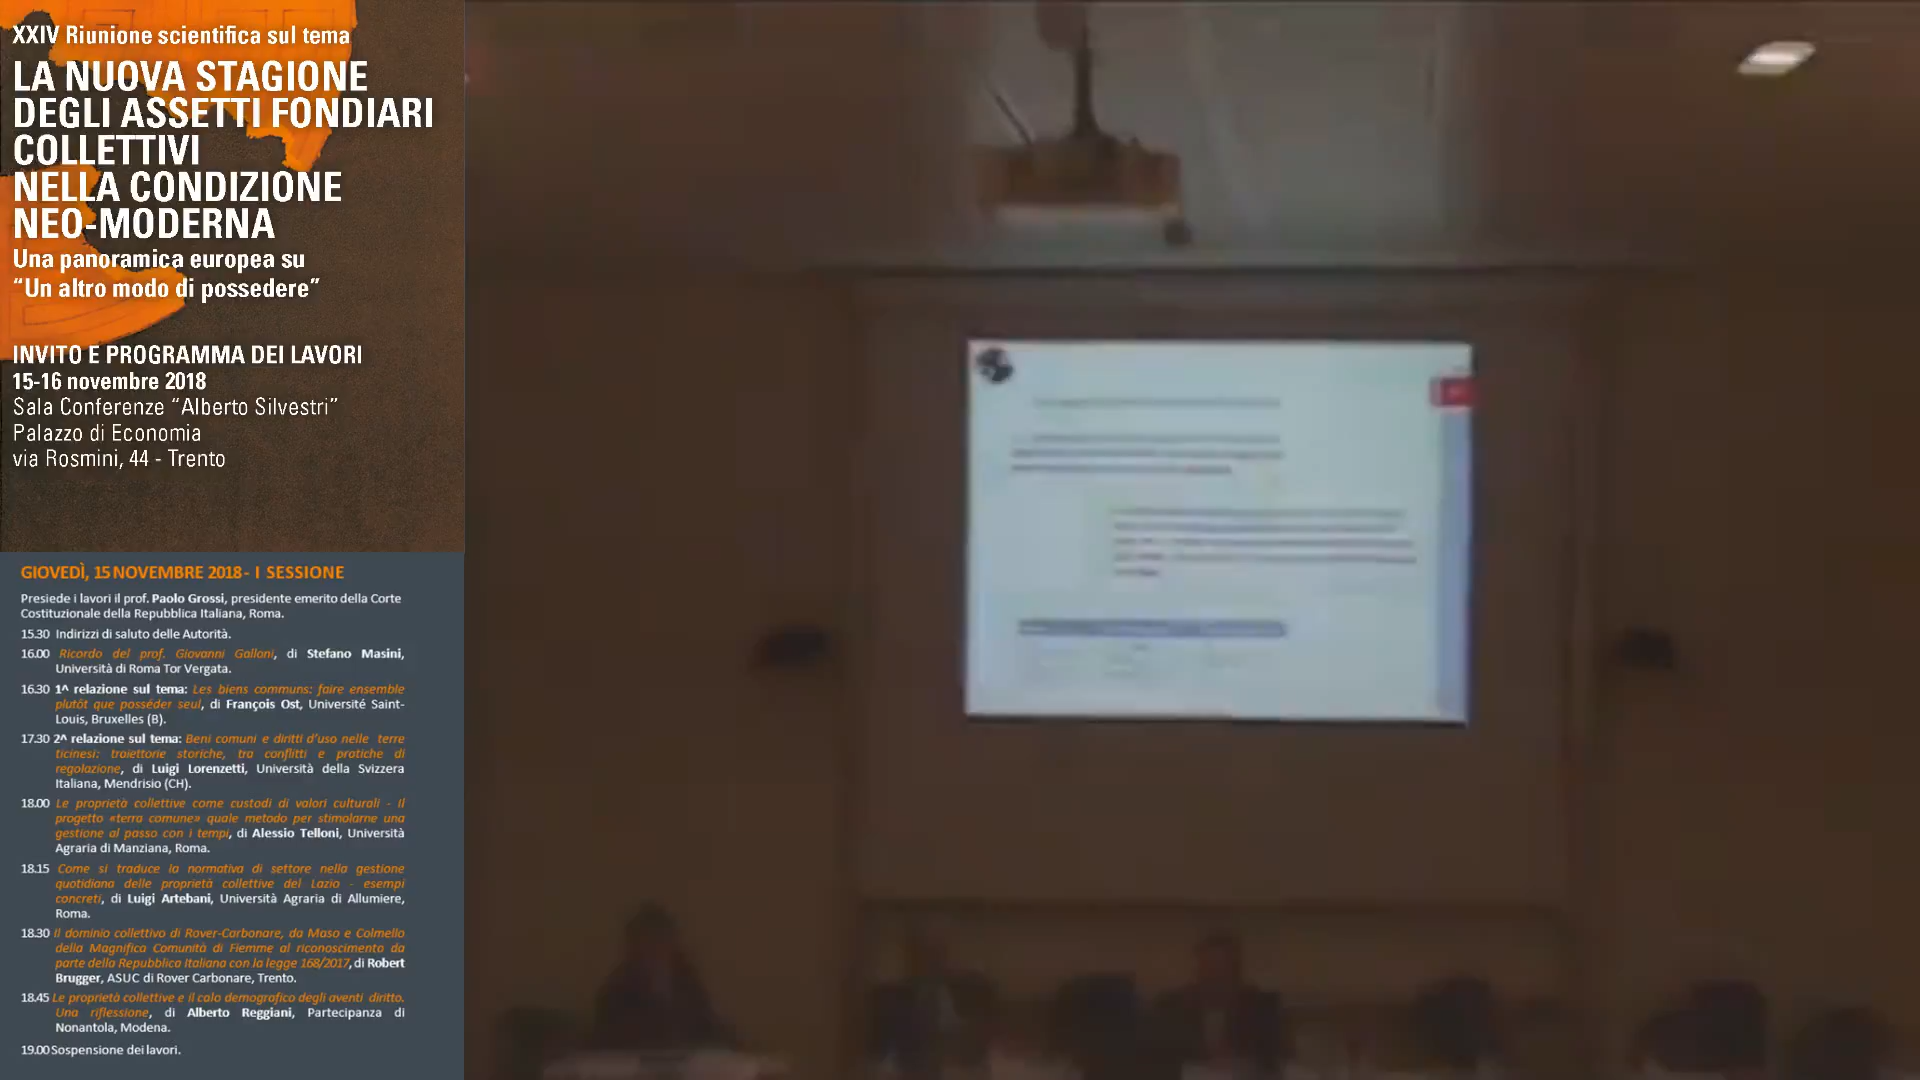 XXIV Riunione scientifica sul tema
LA NUOVA STAGIONE
DEGLI ASSETTI FONDIARI
COLLETTIVI
NELLA CONDIZIONE
NEO-MODERNA
Una panoramica europea su
“Un altro modo di possedere”
INVITO E PROGRAMMA DEI LAVORI
15-16 novembre 2018
Sala Conferenze “Alberto Silvestri”
Palazzo di Economia
via Rosmini, 44 - Trento
GIOVEDÌ, 15 NOVEMBRE 2018 - I SESSIONE
Presiede i lavori il prof. Paolo Grossi, presidente emerito della Corte
Costituzionale della Repubblica Italiana, Roma.
15.30 Indirizzi di saluto delle Autorità.
16.00 Ricordo del prof. Giovanni Galloni, di Stefano Masini,
Università di Roma Tor Vergata.
16.30 1^ relazione sul tema: Les biens communs: faire ensemble
plutôt que posséder seul, di François Ost, Université Saint-
Louis, Bruxelles (B).
17.30 2^ relazione sul tema: Beni comuni e diritti d’uso nelle terre
ticinesi: traiettorie storiche, tra conflitti e pratiche di
regolazione, di Luigi Lorenzetti, Università della Svizzera
Italiana, Mendrisio (CH).
18.00 Le proprietà collettive come custodi di valori culturali - Il
progetto «terra comune» quale metodo per stimolarne una
gestione al passo con i tempi, di Alessio Telloni, Università
Agraria di Manziana, Roma.
18.15 Come si traduce la normativa di settore nella gestione
quotidiana delle proprietà collettive del Lazio - esempi
concreti, di Luigi Artebani, Università Agraria di Allumiere,
Roma.
18.30 Il dominio collettivo di Rover-Carbonare, da Maso e Colmello
della Magnifica Comunità di Fiemme al riconoscimento da
parte della Repubblica Italiana con la legge 168/2017, di Robert
Brugger, ASUC di Rover Carbonare, Trento.
18.45 Le proprietà collettive e il calo demografico degli aventi diritto.
Una riflessione, di Alberto Reggiani, Partecipanza di
Nonantola, Modena.
19.00 Sospensione dei lavori.